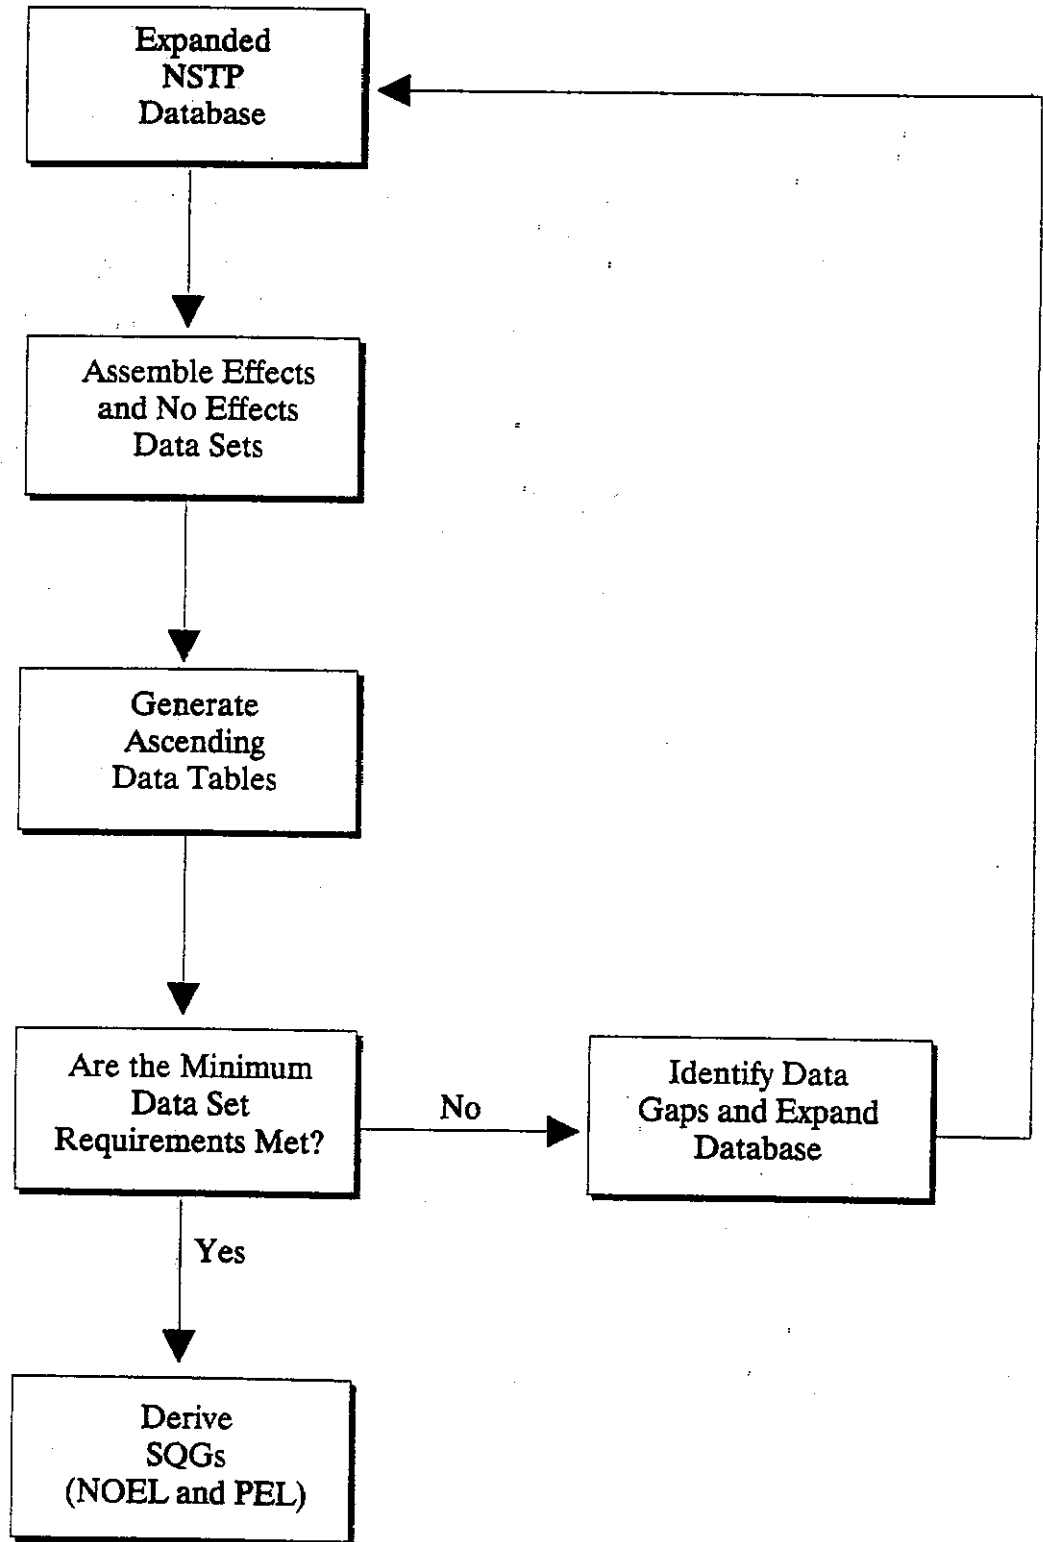 Expanded
NSTP
Database
Assemble Effects
and No Effects
Data Sets
Generate
Ascending
Data Tables
Are the Minimum
Data Set
Requirements Met?
No
Identify Data
Gaps and Expand
Database
Yes
Derive
SQGs
(NOEL and PEL)